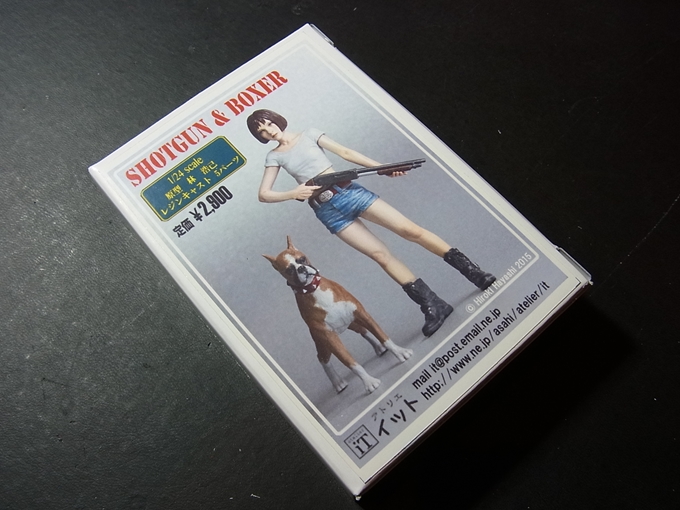 SHOTGUN & BOXER
1/24 scale
原型 林 浩己
レジンキャスト 5パーツ
定価 ¥2,900
© Hiroki Hayashi 2015
アトリエ
iT イット
mail it@post.email.ne.jp
http://www.ne.jp/asahi/atelier/it